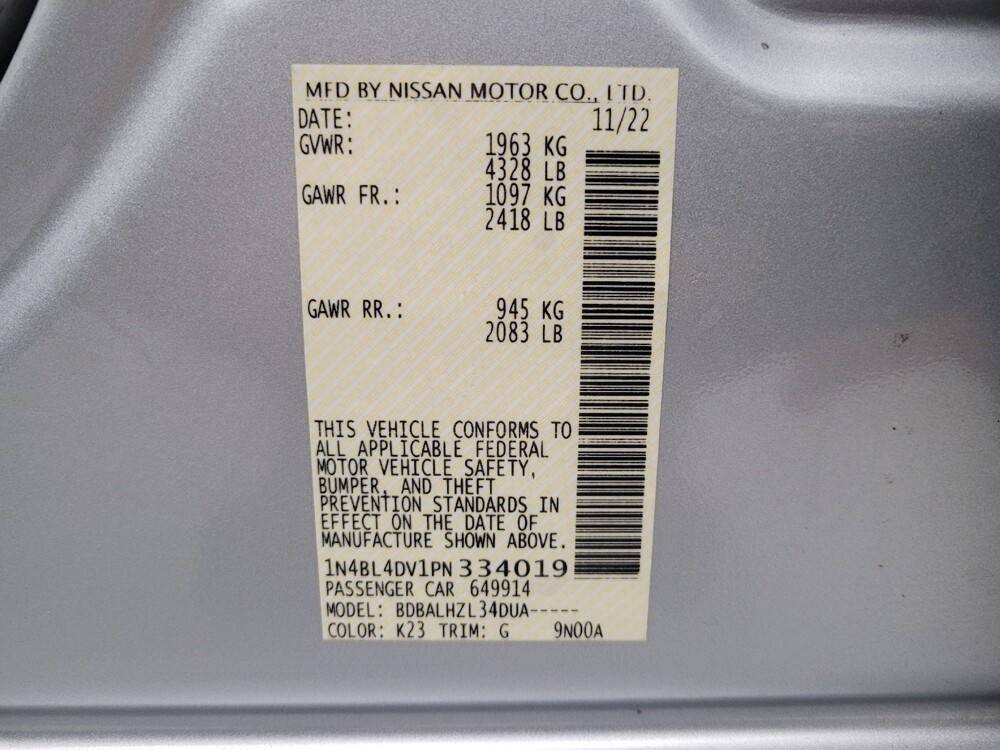 MFD BY NISSAN MOTOR CO., LTD.
DATE: 11/22
GVWR: 1963 KG
4328 LB
GAWR FR.: 1097 KG
2418 LB
GAWR RR.: 945 KG
2083 LB
THIS VEHICLE CONFORMS TO
ALL APPLICABLE FEDERAL
MOTOR VEHICLE SAFETY,
BUMPER, AND THEFT
PREVENTION STANDARDS IN
EFFECT ON THE DATE OF
MANUFACTURE SHOWN ABOVE.
1N4BL4DV1PN 334019
PASSENGER CAR 649914
MODEL: BDBALHZL34DUA-----
COLOR: K23 TRIM: G 9N00A